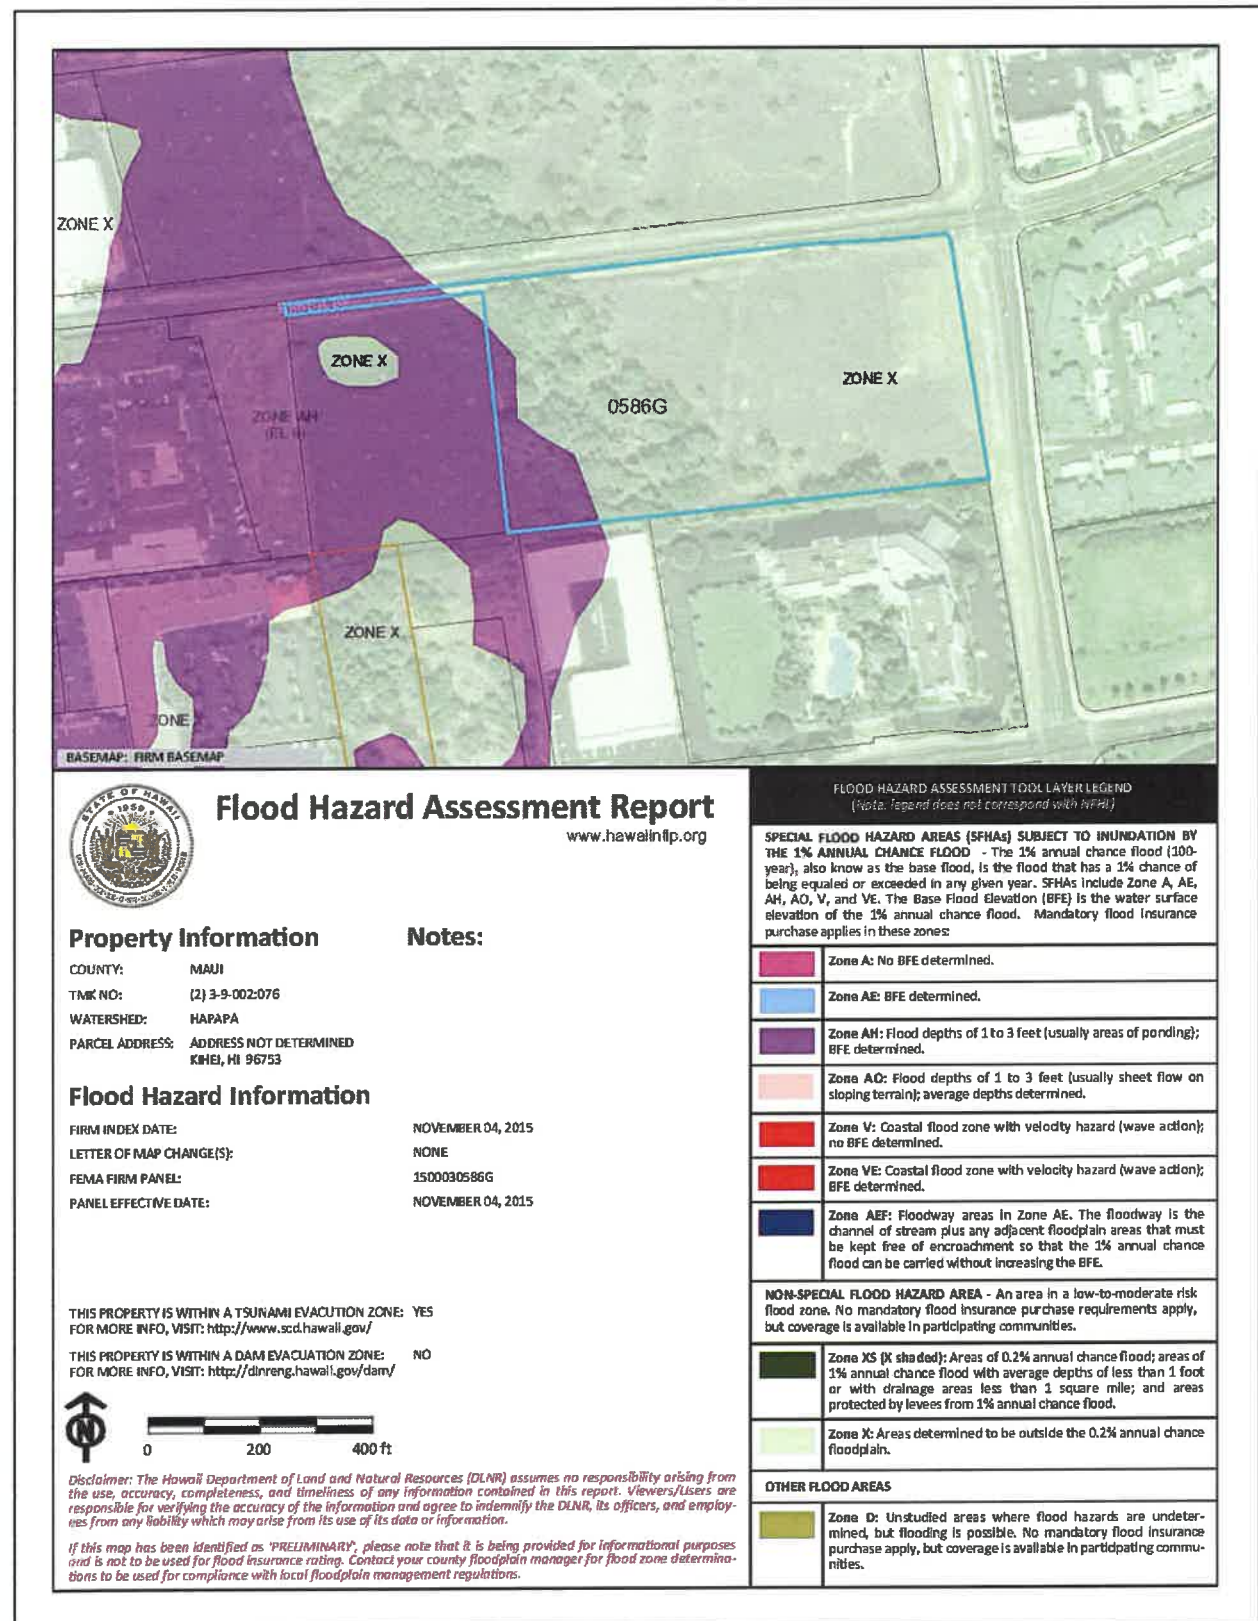 ZONE X
ZONE X
ZONE X
0586G
ZONE AH
ZONE X
ZONE
BASEMAP: FIRM BASEMAP
STATE OF HAWAII
1959
Flood Hazard Assessment Report
www.hawaiinfip.org
Property Information
Notes:
COUNTY: MAUI
TMK NO: (2) 3-9-002:076
WATERSHED: HAPAPA
PARCEL ADDRESS: ADDRESS NOT DETERMINED
KIHEI, HI 96753
Flood Hazard Information
FIRM INDEX DATE: NOVEMBER 04, 2015
LETTER OF MAP CHANGE(S): NONE
FEMA FIRM PANEL: 1500030586G
PANEL EFFECTIVE DATE: NOVEMBER 04, 2015
THIS PROPERTY IS WITHIN A TSUNAMI EVACUTION ZONE: YES
FOR MORE INFO, VISIT: http://www.scd.hawaii.gov/
THIS PROPERTY IS WITHIN A DAM EVACUATION ZONE: NO
FOR MORE INFO, VISIT: http://dlnreng.hawaii.gov/dam/
N
0 200 400 ft
Disclaimer: The Hawaii Department of Land and Natural Resources (DLNR) assumes no responsibility arising from
the use, accuracy, completeness, and timeliness of any information contained in this report. Viewers/Users are
responsible for verifying the accuracy of the information and agree to indemnify the DLNR, its officers, and employ-
ees from any liability which may arise from its use of its data or information.
If this map has been identified as 'PRELIMINARY', please note that it is being provided for informational purposes
and is not to be used for flood insurance rating. Contact your county floodplain manager for flood zone determina-
tions to be used for compliance with local floodplain management regulations.
FLOOD HAZARD ASSESSMENT TOOL LAYER LEGEND
(Note: legend does not correspond with NFHL)
SPECIAL FLOOD HAZARD AREAS (SFHAs) SUBJECT TO INUNDATION BY
THE 1% ANNUAL CHANCE FLOOD - The 1% annual chance flood (100-
year), also know as the base flood, is the flood that has a 1% chance of
being equaled or exceeded in any given year. SFHAs include Zone A, AE,
AH, AO, V, and VE. The Base Flood Elevation (BFE) is the water surface
elevation of the 1% annual chance flood. Mandatory flood insurance
purchase applies in these zones:
Zone A: No BFE determined.
Zone AE: BFE determined.
Zone AH: Flood depths of 1 to 3 feet (usually areas of ponding);
BFE determined.
Zone AO: Flood depths of 1 to 3 feet (usually sheet flow on
sloping terrain); average depths determined.
Zone V: Coastal flood zone with velocity hazard (wave action);
no BFE determined.
Zone VE: Coastal flood zone with velocity hazard (wave action);
BFE determined.
Zone AEF: Floodway areas in Zone AE. The floodway is the
channel of stream plus any adjacent floodplain areas that must
be kept free of encroachment so that the 1% annual chance
flood can be carried without increasing the BFE.
NON-SPECIAL FLOOD HAZARD AREA - An area in a low-to-moderate risk
flood zone. No mandatory flood insurance purchase requirements apply,
but coverage is available in participating communities.
Zone XS (X shaded): Areas of 0.2% annual chance flood; areas of
1% annual chance flood with average depths of less than 1 foot
or with drainage areas less than 1 square mile; and areas
protected by levees from 1% annual chance flood.
Zone X: Areas determined to be outside the 0.2% annual chance
floodplain.
OTHER FLOOD AREAS
Zone D: Unstudied areas where flood hazards are undeter-
mined, but flooding is possible. No mandatory flood insurance
purchase apply, but coverage is available in participating commu-
nities.